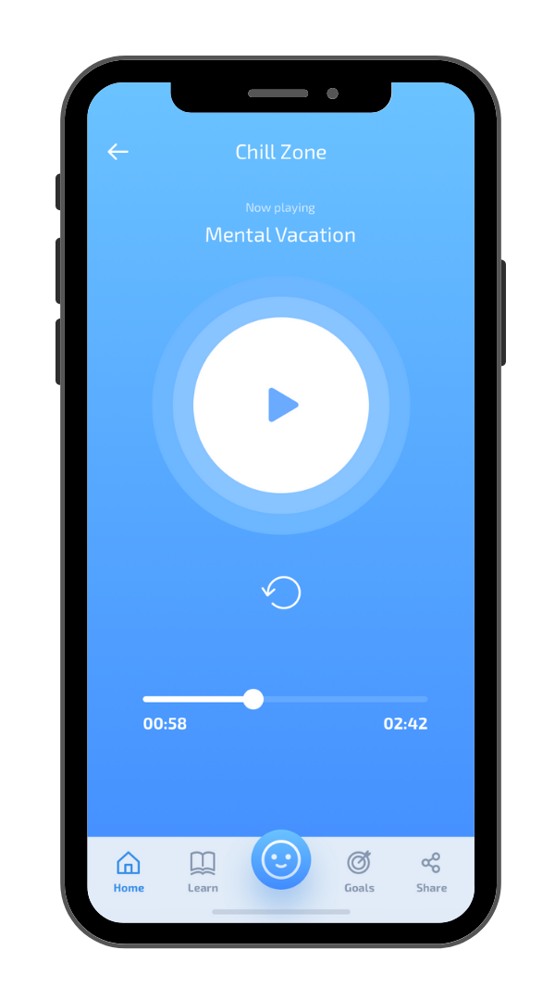 Chill Zone
Now playing
Mental Vacation
00:58 02:42
Home Learn Goals Share